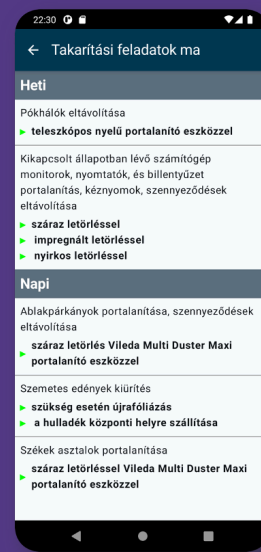 22:30
Takarítási feladatok ma
Heti
Pókhálók eltávolítása
teleszkópos nyelű portalanító eszközzel
Kikapcsolt állapotban lévő számítógép
monitorok, nyomtatók, és billentyűzet
portalanítás, kéznyomok, szennyeződések
eltávolítása
száraz letörléssel
impregnált letörléssel
nyirkos letörléssel
Napi
Ablakpárkányok portalanítása, szennyeződések
eltávolítása
száraz letörlés Vileda Multi Duster Maxi
portalanító eszközzel
Szemetes edények kiürítés
szükség esetén újrafóliázás
a hulladék központi helyre szállítása
Székek asztalok portalanítása
száraz letörléssel Vileda Multi Duster Maxi
portalanító eszközzel